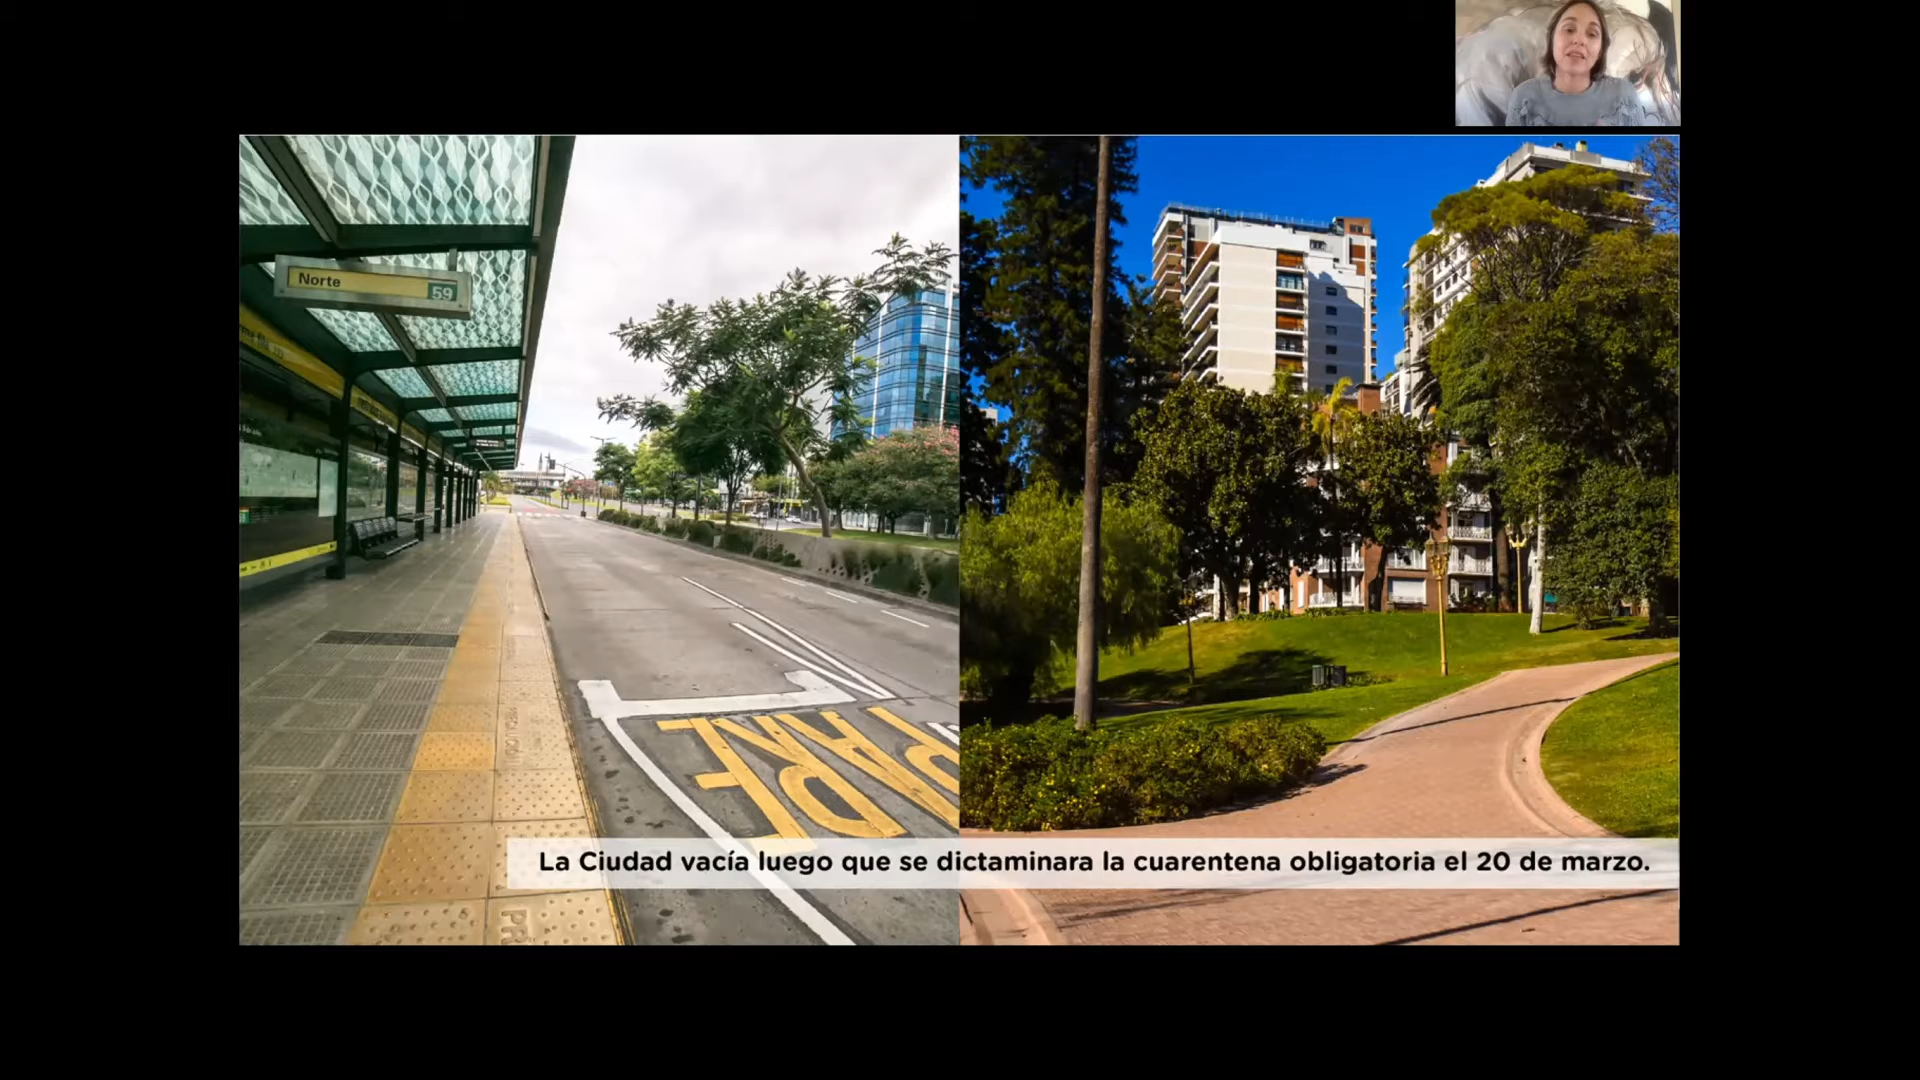 Norte
59
PARE
La Ciudad vacía luego que se dictaminara la cuarentena obligatoria el 20 de marzo.